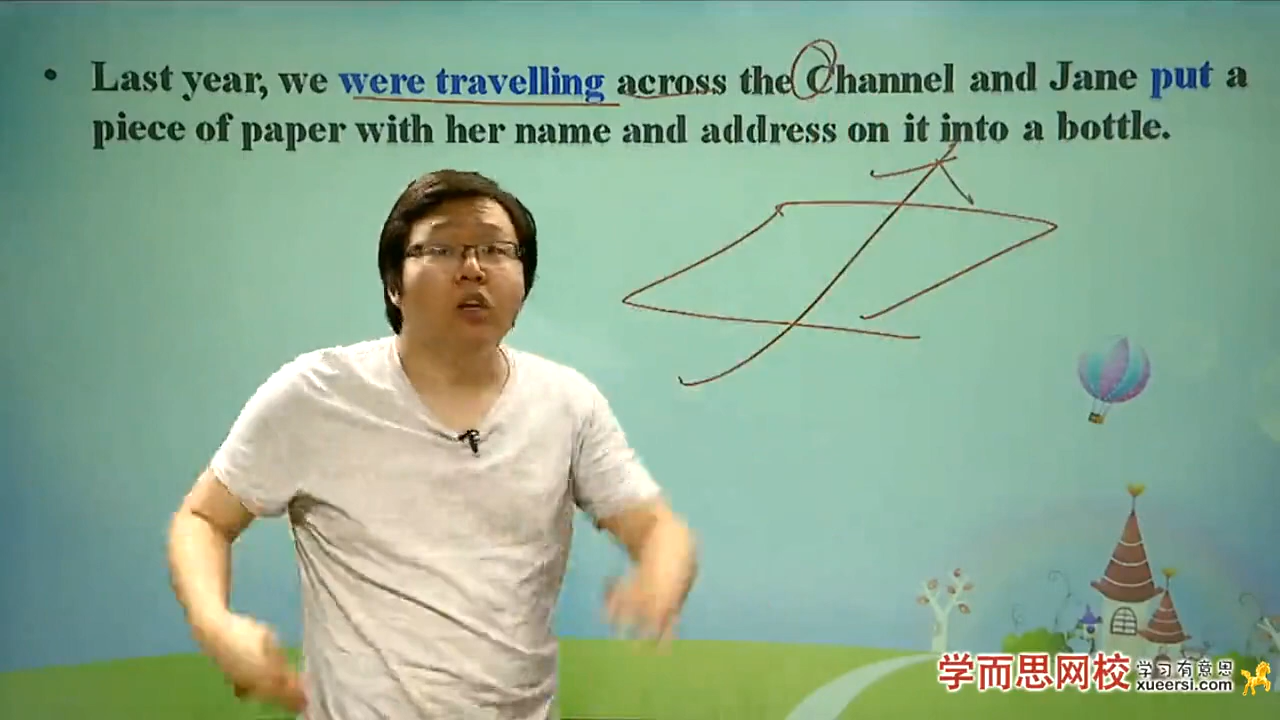 • Last year, we were travelling across the Channel and Jane put a
piece of paper with her name and address on it into a bottle.
学而思网校 学习有意思
xueersi.com